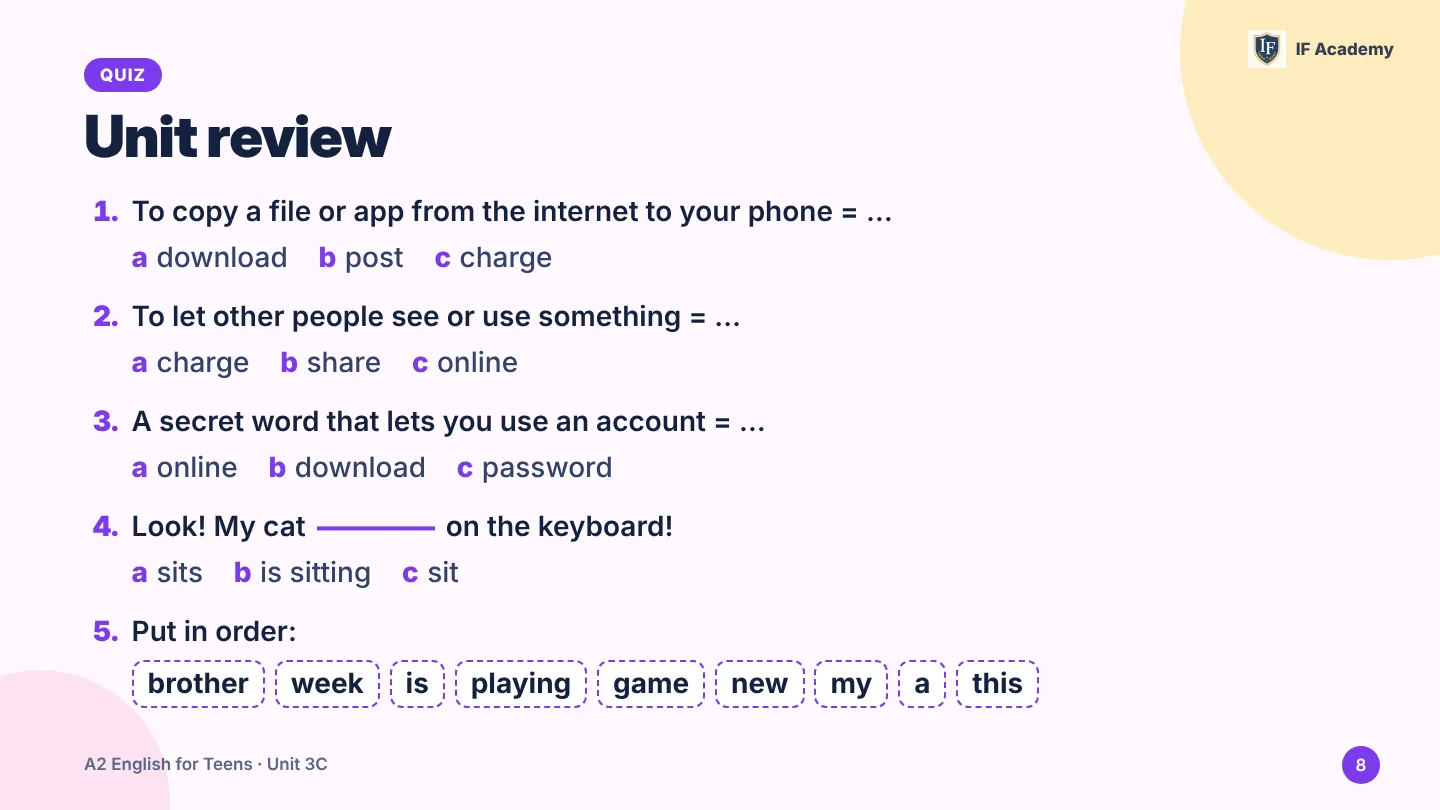 IF IF Academy
QUIZ
Unit review
1. To copy a file or app from the internet to your phone = ...
a download b post c charge
2. To let other people see or use something = ...
a charge b share c online
3. A secret word that lets you use an account = ...
a online b download c password
4. Look! My cat ______ on the keyboard!
a sits b is sitting c sit
5. Put in order:
brother week is playing game new my a this
A2 English for Teens · Unit 3C
8